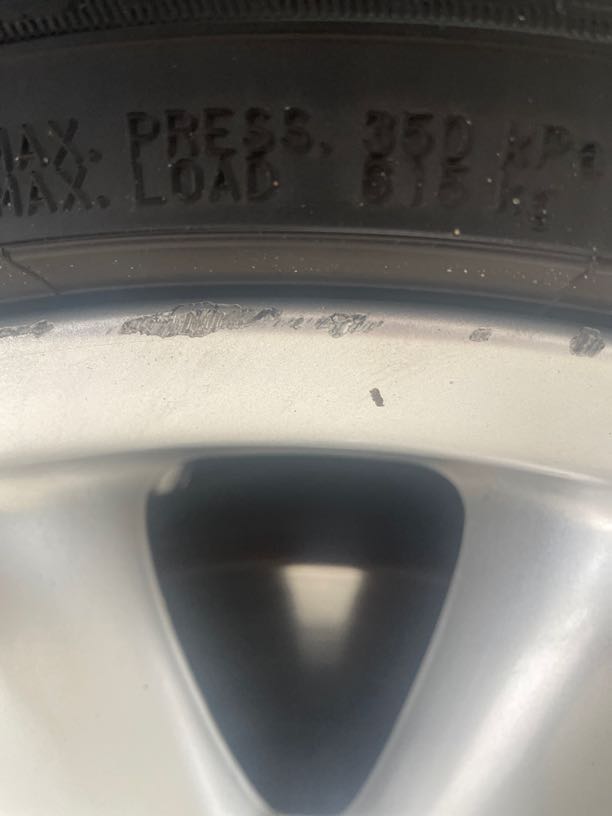 MAX. PRESS. 350 kPa
MAX. LOAD 615 Kg